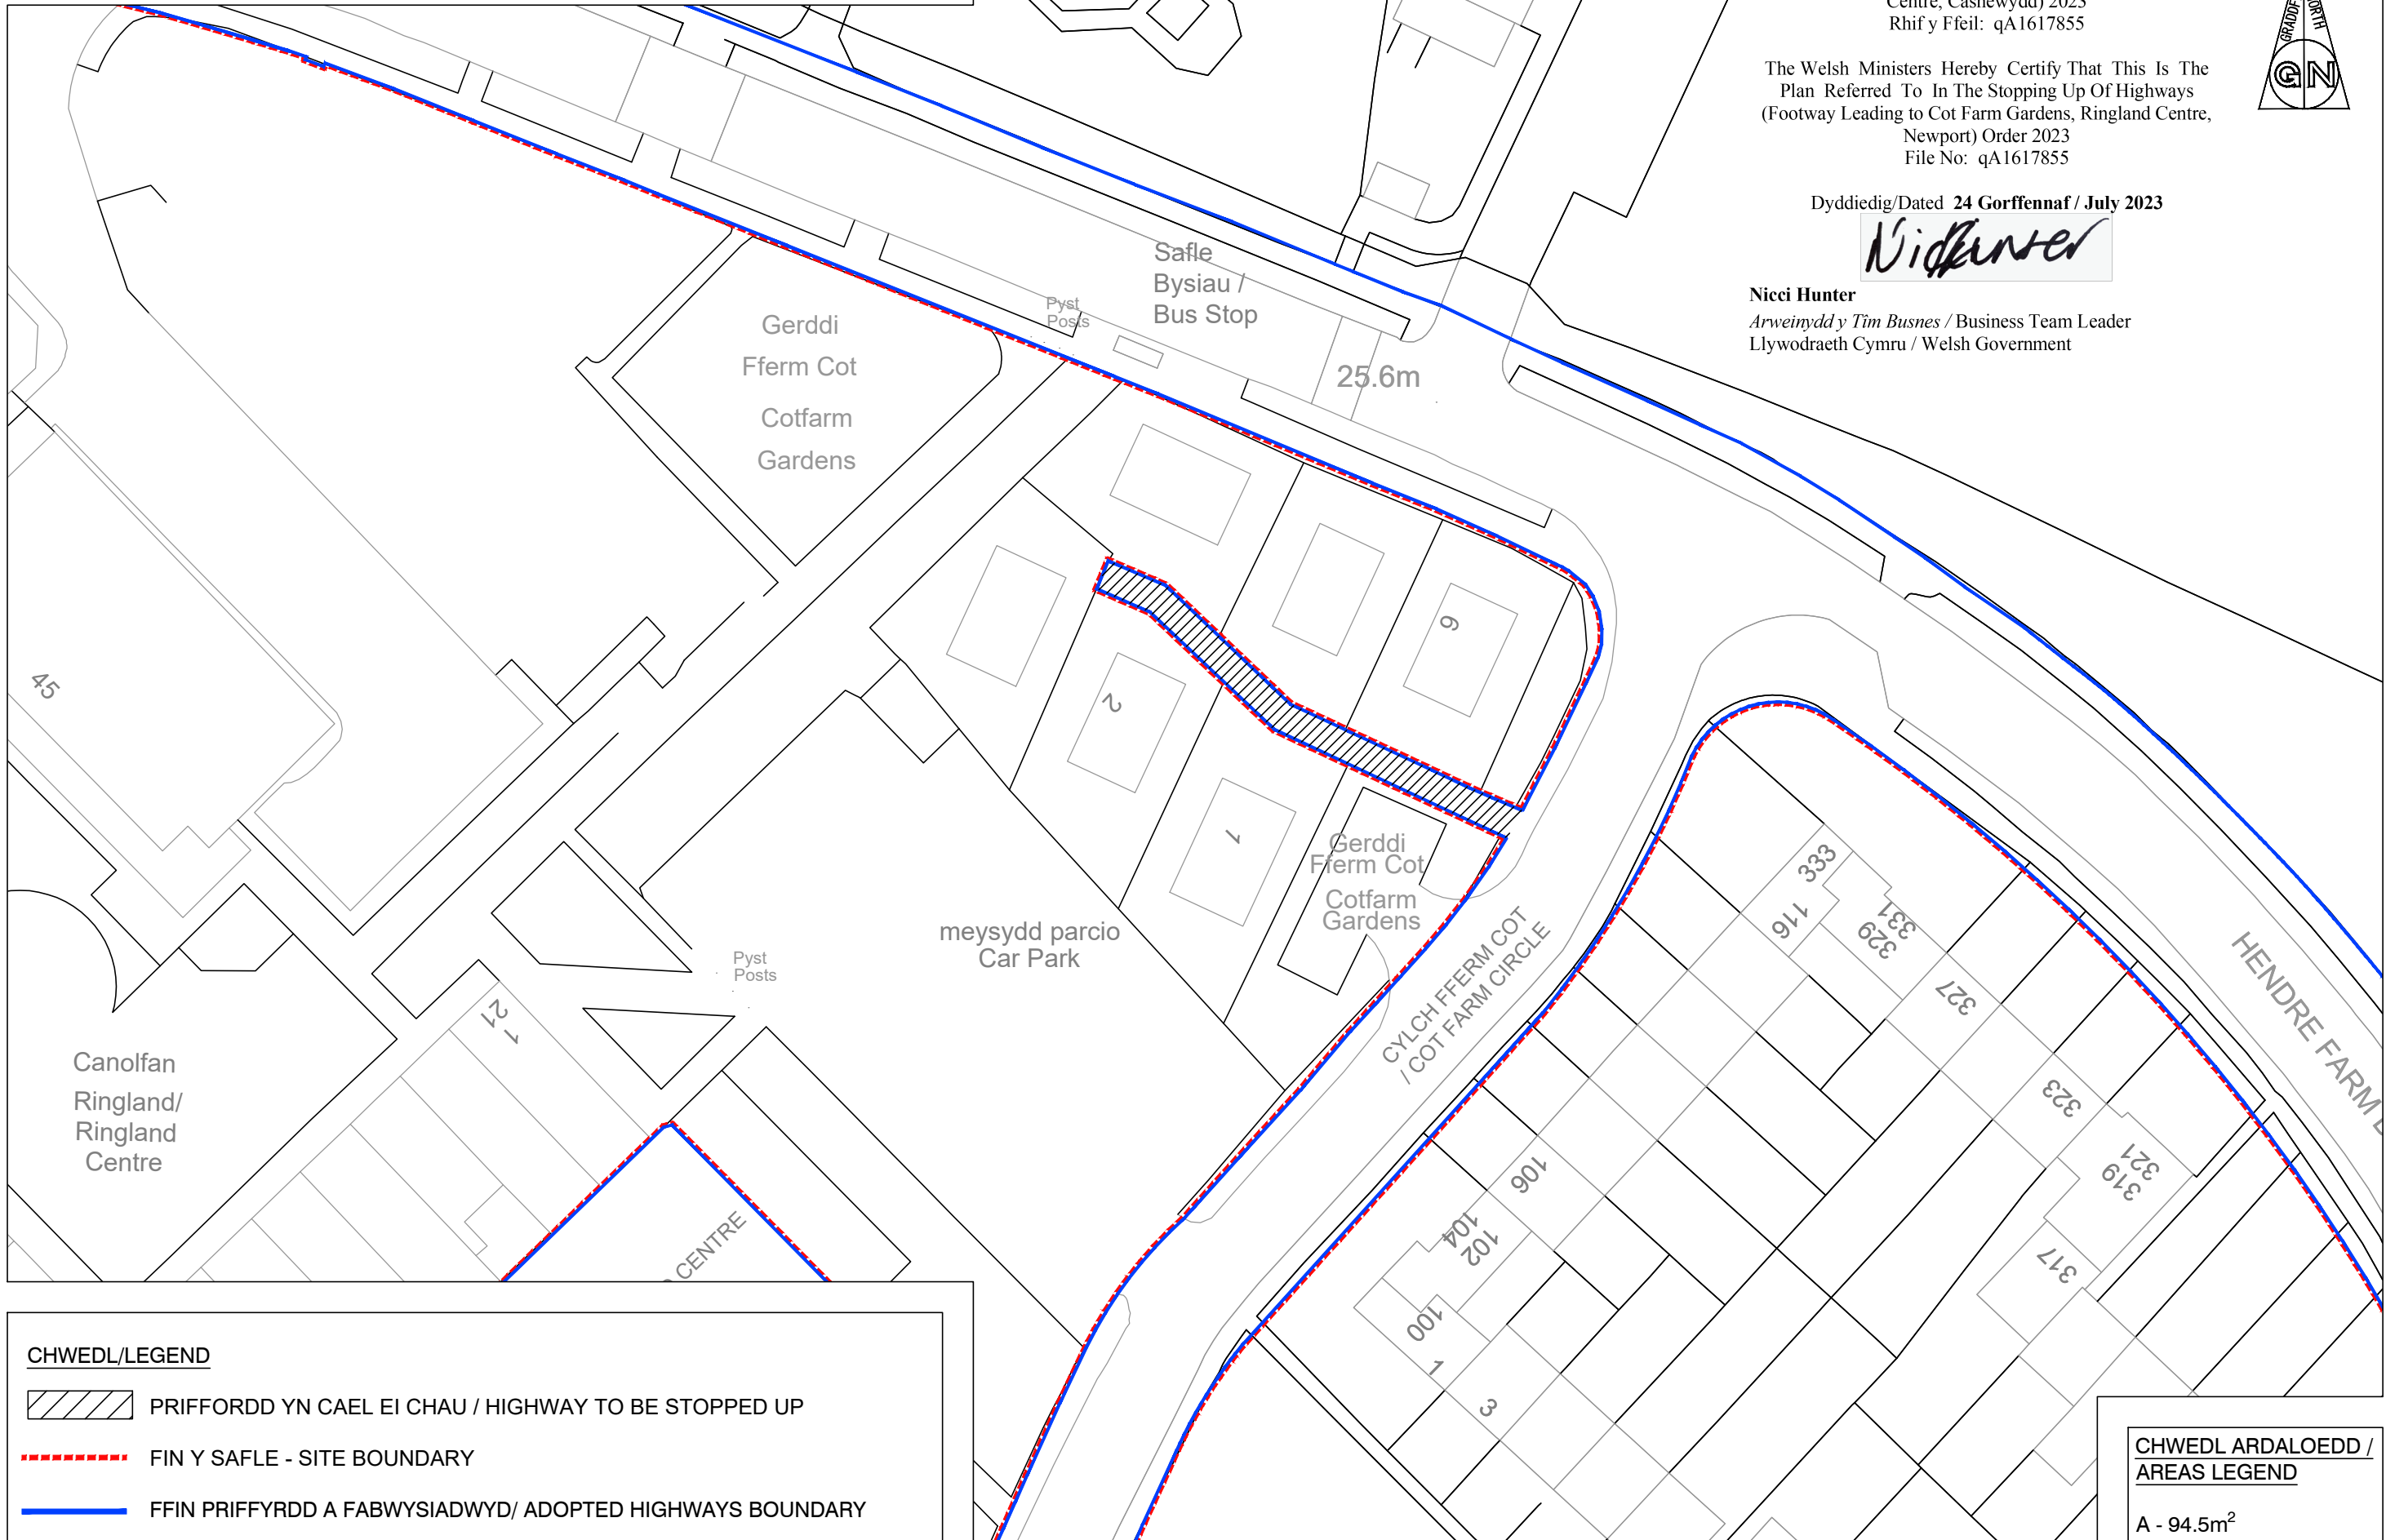 Centre, Casnewydd) 2023
Rhif y Ffeil: qA1617855
The Welsh Ministers Hereby Certify That This Is The
Plan Referred To In The Stopping Up Of Highways
(Footway Leading to Cot Farm Gardens, Ringland Centre,
Newport) Order 2023
File No: qA1617855
Dyddiedig/Dated 24 Gorffennaf / July 2023
Nicci Hunter
Arweinydd y Tîm Busnes / Business Team Leader
Llywodraeth Cymru / Welsh Government
GN
Safle
Bysiau /
Bus Stop
Pyst
Posts
25.6m
Gerddi
Fferm Cot
Cotfarm
Gardens
45
2
1
6
Gerddi
Fferm Cot
Cotfarm
Gardens
meysydd parcio
Car Park
Pyst
Posts
CYLCH FFERM COT
/ COT FARM CIRCLE
HENDRE FARM
333
116
331
329
327
323
321
319
317
106
104
102
100
1
3
21
1
Canolfan
Ringland/
Ringland
Centre
CENTRE
CHWEDL/LEGEND
PRIFFORDD YN CAEL EI CHAU / HIGHWAY TO BE STOPPED UP
FIN Y SAFLE - SITE BOUNDARY
FFIN PRIFFYRDD A FABWYSIADWYD/ ADOPTED HIGHWAYS BOUNDARY
CHWEDL ARDALOEDD /
AREAS LEGEND
A - 94.5m²